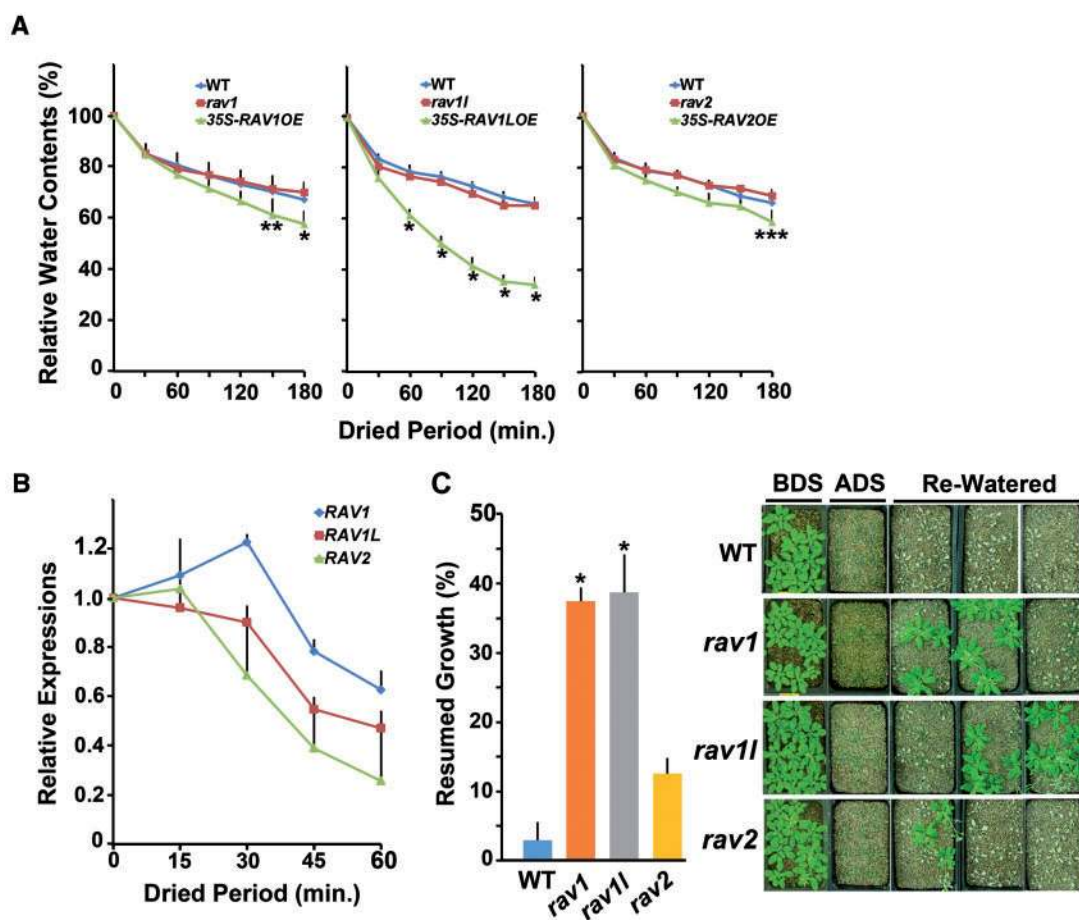 A
Relative Water Contents (%)
100
80
60
40
20
0
WT
rav1
35S-RAV1OE
**
*
0 60 120 180
WT
rav1l
35S-RAV1LOE
*
*
*
*
*
0 60 120 180
WT
rav2
35S-RAV2OE
***
0 60 120 180
Dried Period (min.)
B
Relative Expressions
1.2
1.0
0.8
0.6
0.4
0.2
0
RAV1
RAV1L
RAV2
0 15 30 45 60
Dried Period (min.)
C
Resumed Growth (%)
50
40
30
20
10
0
*
*
WT rav1 rav1l rav2
BDS ADS Re-Watered
WT
rav1
rav1l
rav2